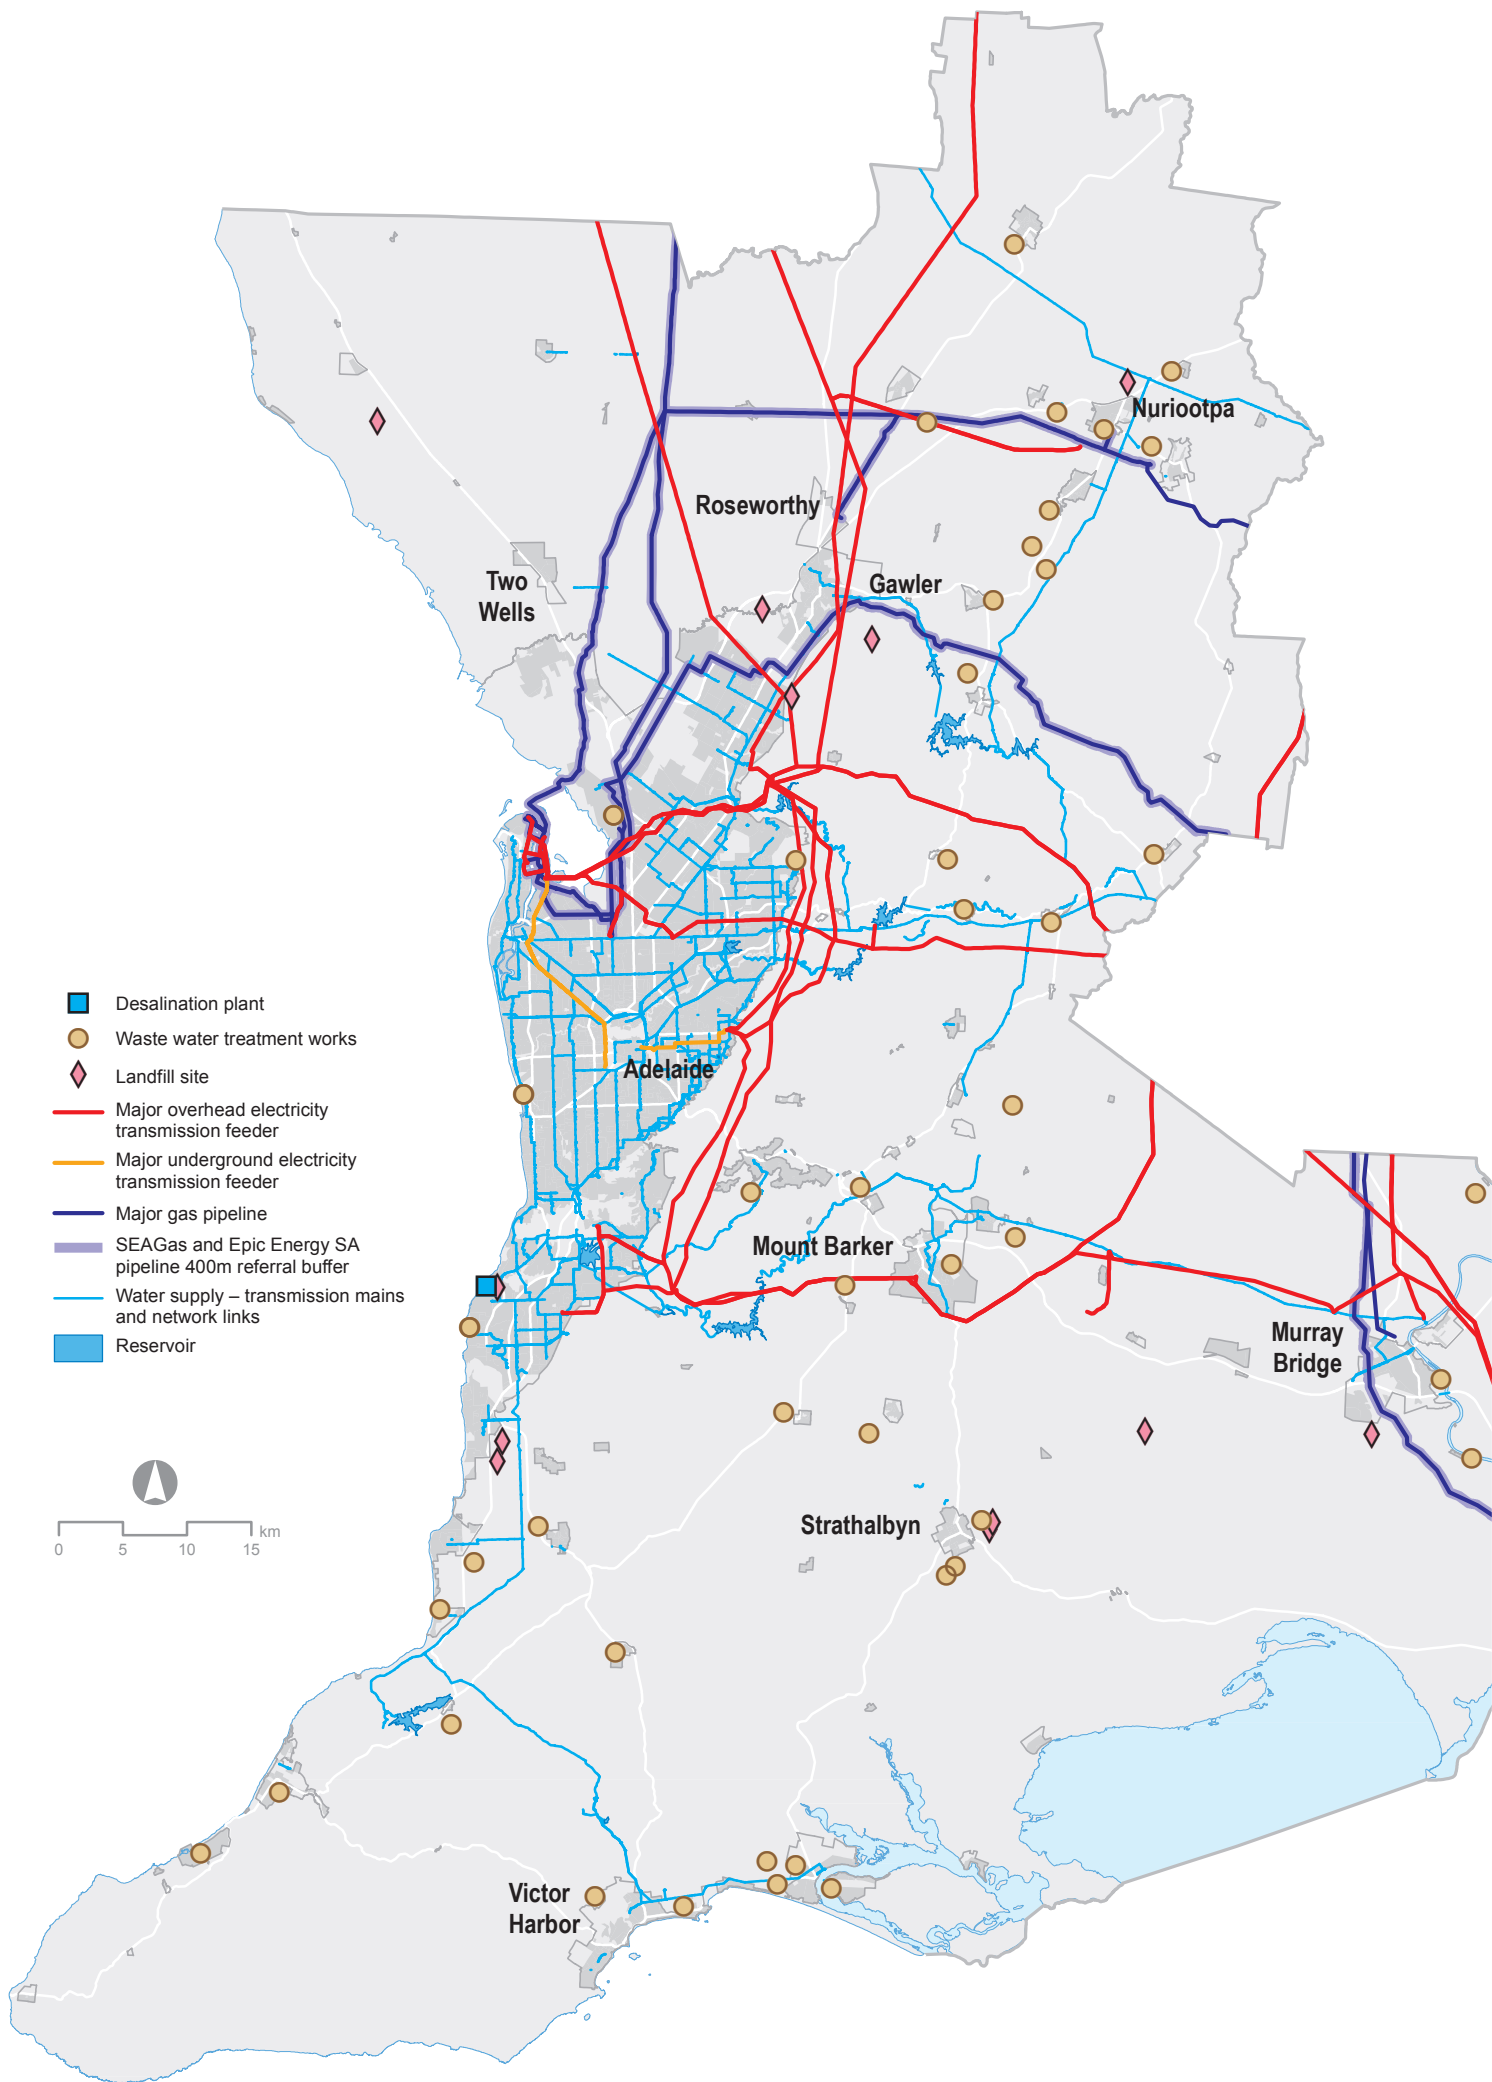 Nuriootpa
Roseworthy
Two
Wells
Gawler
Desalination plant
Waste water treatment works
Landfill site
Major overhead electricity
transmission feeder
Major underground electricity
transmission feeder
Major gas pipeline
SEAGas and Epic Energy SA
pipeline 400m referral buffer
Water supply – transmission mains
and network links
Reservoir
Adelaide
Mount Barker
Murray
Bridge
km
0 5 10 15
Strathalbyn
Victor
Harbor